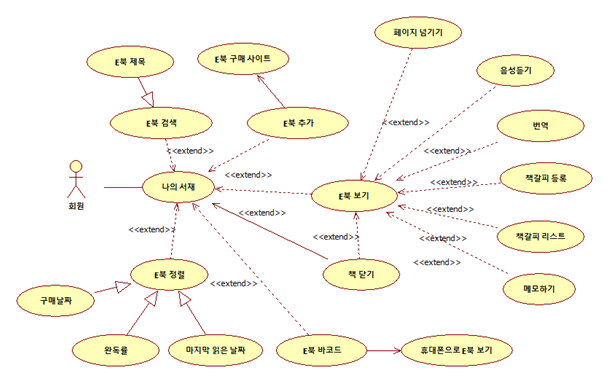 페이지 넘기기
E북 제목
E북 구매 사이트
음성듣기
E북 검색
E북 추가
<<extend>>
번역
<<extend>>
<<extend>>
<<extend>>
<<extend>>
책갈피 등록
회원
나의 서재
<<extend>>
E북 보기
<<extend>>
<<extend>>
<<extend>>
<<extend>>
<<extend>>
책갈피 리스트
<<extend>>
E북 정렬
책 닫기
<<extend>>
<<extend>>
메모하기
구매날짜
완독률
마지막 읽은 날짜
E북 바코드
휴대폰으로 E북 보기